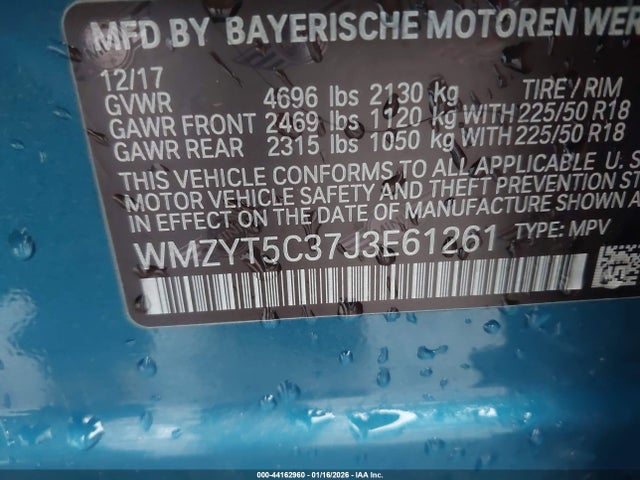 MFD BY BAYERISCHE MOTOREN WER
12/17
GVWR 4696 lbs 2130 kg TIRE/RIM
GAWR FRONT 2469 lbs 1120 kg WITH 225/50 R18
GAWR REAR 2315 lbs 1050 kg WITH 225/50 R18
THIS VEHICLE CONFORMS TO ALL APPLICABLE U.S
MOTOR VEHICLE SAFETY AND THEFT PREVENTION ST
IN EFFECT ON THE DATE OF MANUFACTURE SHOWN A
WMZYT5C37J3E61261 TYPE: MPV
000-44162960 - 01/16/2026 - IAA Inc.